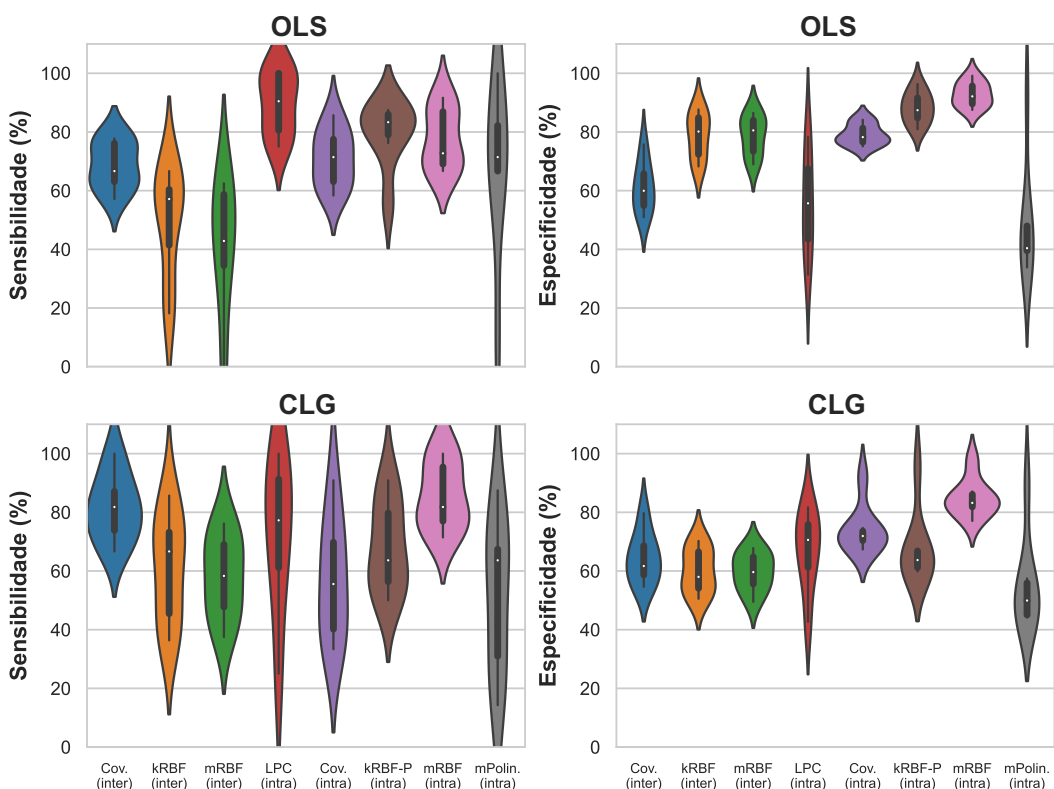 OLS
OLS
Sensibilidade (%)
100
80
60
40
20
0
Especificidade (%)
100
80
60
40
20
0
CLG
CLG
Sensibilidade (%)
100
80
60
40
20
0
Especificidade (%)
100
80
60
40
20
0
Cov. kRBF mRBF LPC Cov. kRBF-P mRBF mPolin.
(inter) (inter) (inter) (intra) (intra) (intra) (intra) (intra)
Cov. kRBF mRBF LPC Cov. kRBF-P mRBF mPolin.
(inter) (inter) (inter) (intra) (intra) (intra) (intra) (intra)